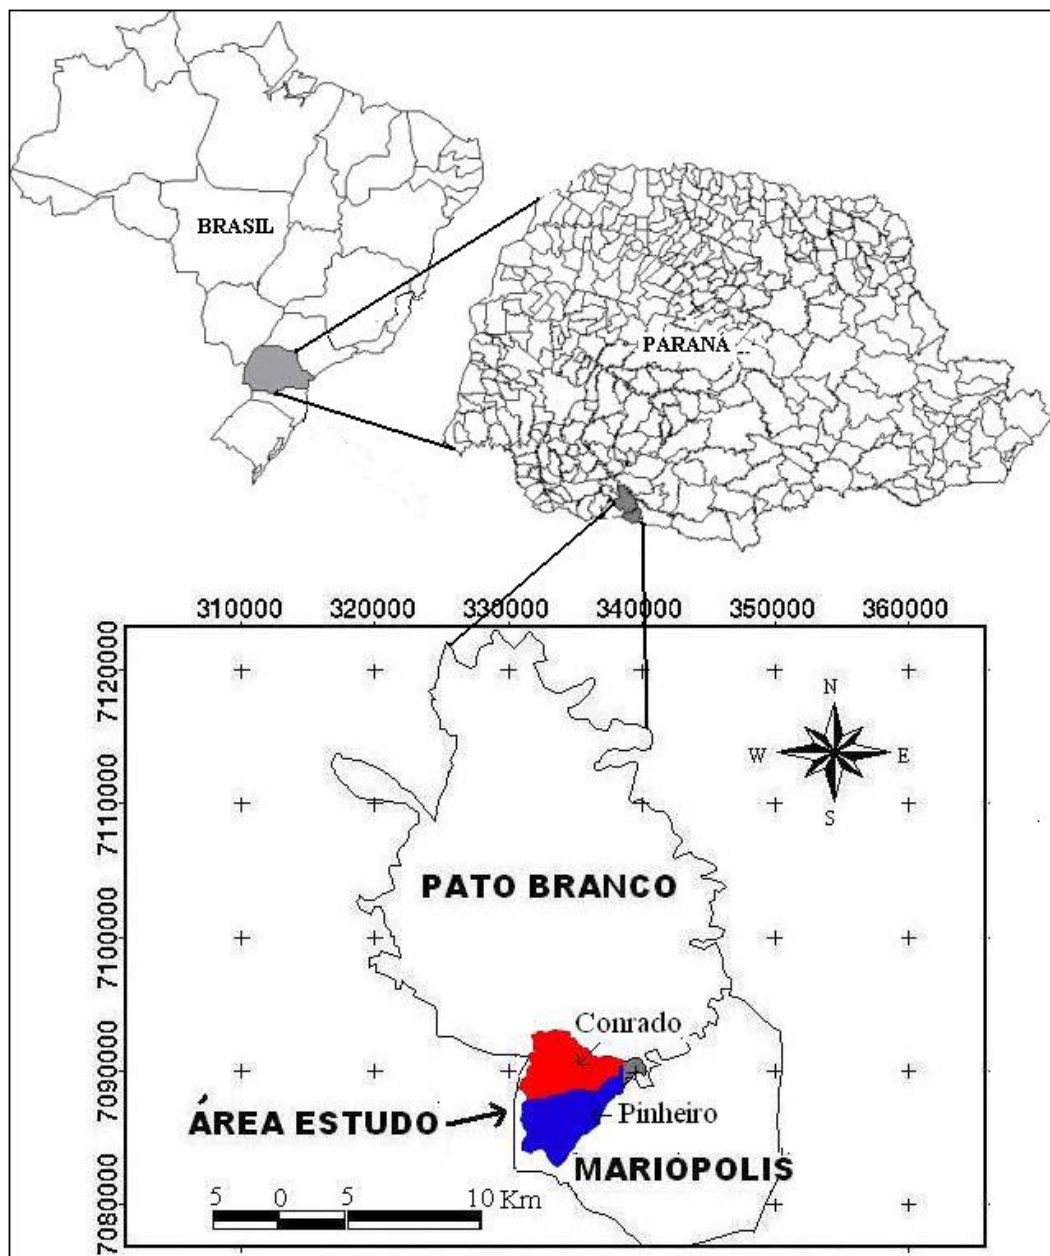 BRASIL
PARANÁ
310000 320000 330000 340000 350000 360000
7120000
7110000
7100000
7090000
7080000
N
W E
S
PATO BRANCO
Conrado
Pinheiro
ÁREA ESTUDO
MARIOPOLIS
5 0 5 10 Km